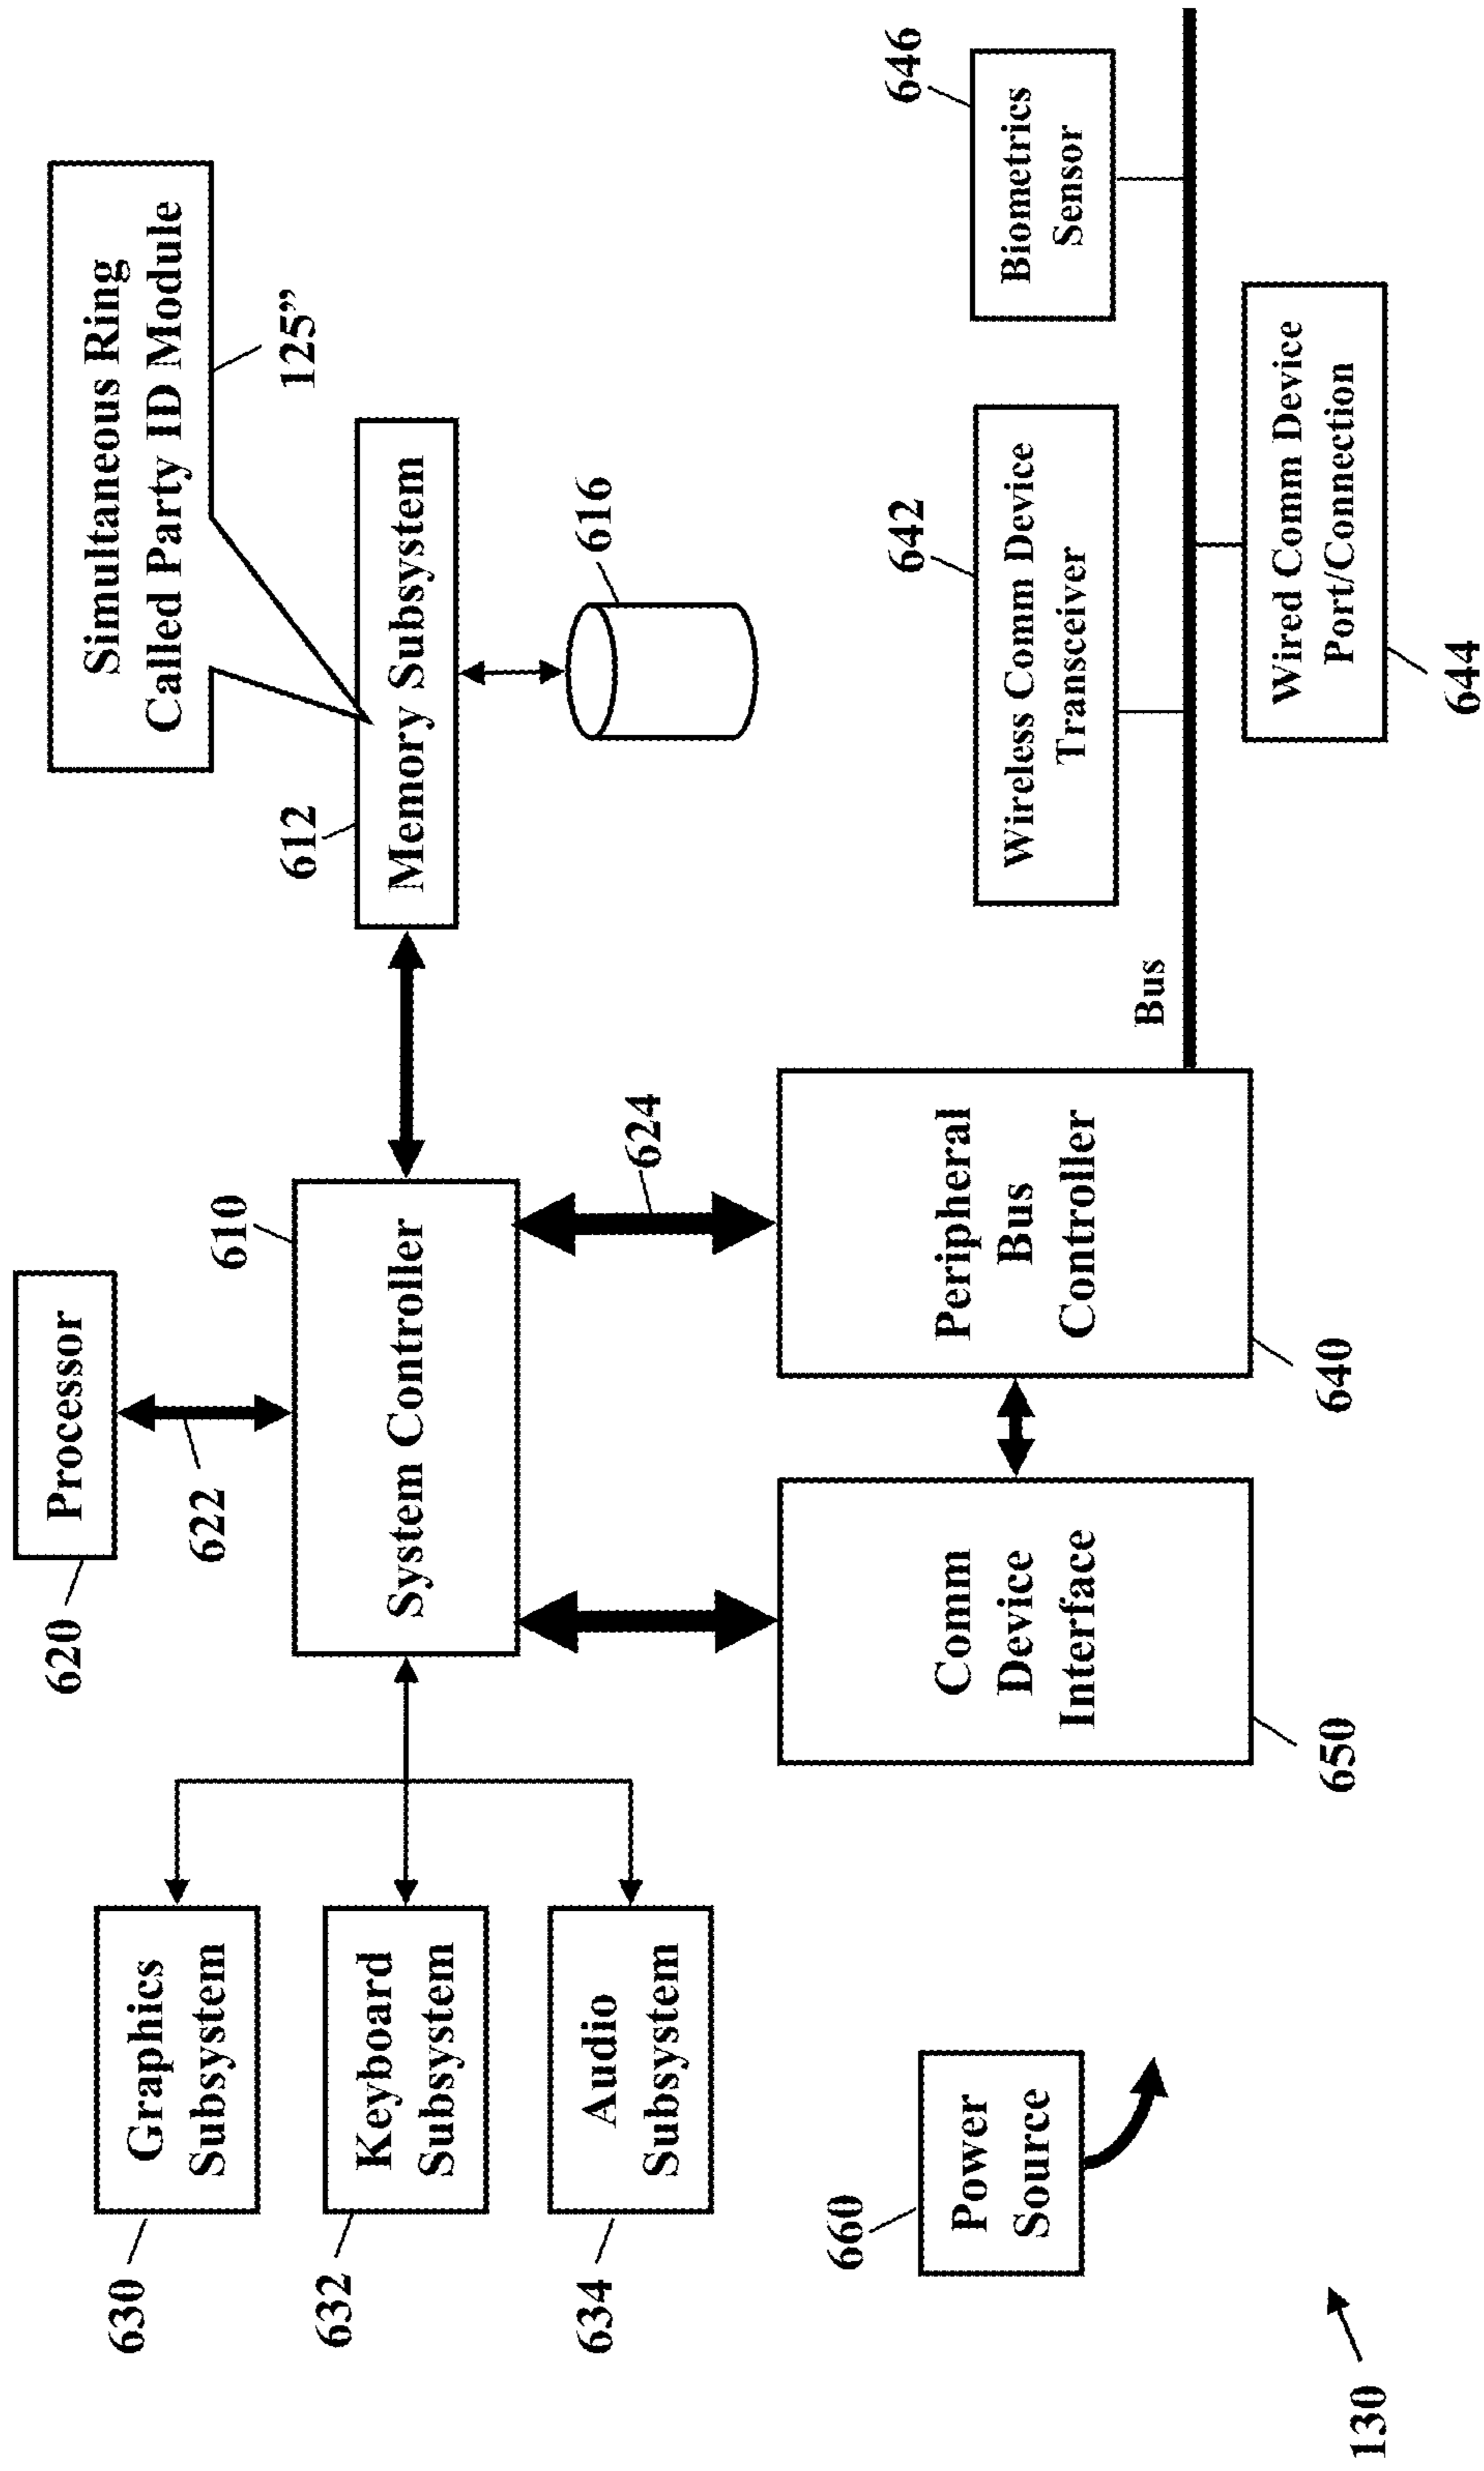 620
Processor
622
610
System Controller
Simultaneous Ring
Called Party ID Module
125”
612
Memory Subsystem
616
630
Graphics
Subsystem
632
Keyboard
Subsystem
634
Audio
Subsystem
624
Comm
Device
Interface
650
Peripheral
Bus
Controller
640
Bus
642
Wireless Comm Device
Transceiver
646
Biometrics
Sensor
Wired Comm Device
Port/Connection
644
660
Power
Source
130